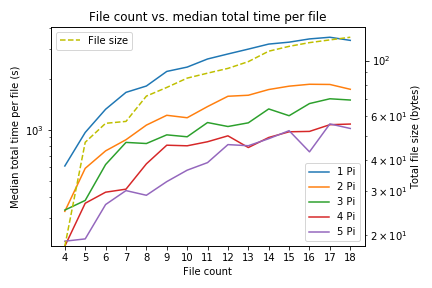 File count vs. median total time per file
File size
Median total time per file (s)
10³
10²
6 × 10¹
4 × 10¹
3 × 10¹
2 × 10¹
Total file size (bytes)
1 Pi
2 Pi
3 Pi
4 Pi
5 Pi
4 5 6 7 8 9 10 11 12 13 14 15 16 17 18
File count